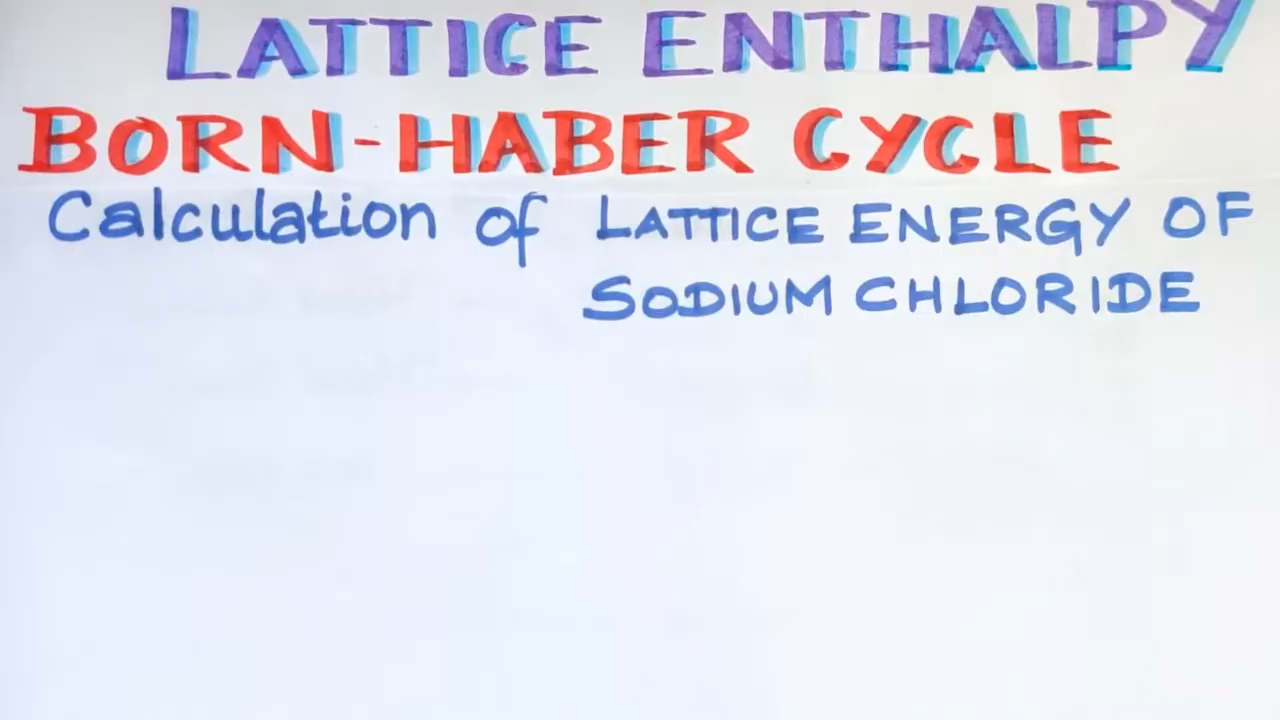 LATTICE ENTHALPY
BORN-HABER CYCLE
Calculation of LATTICE ENERGY OF
SODIUM CHLORIDE